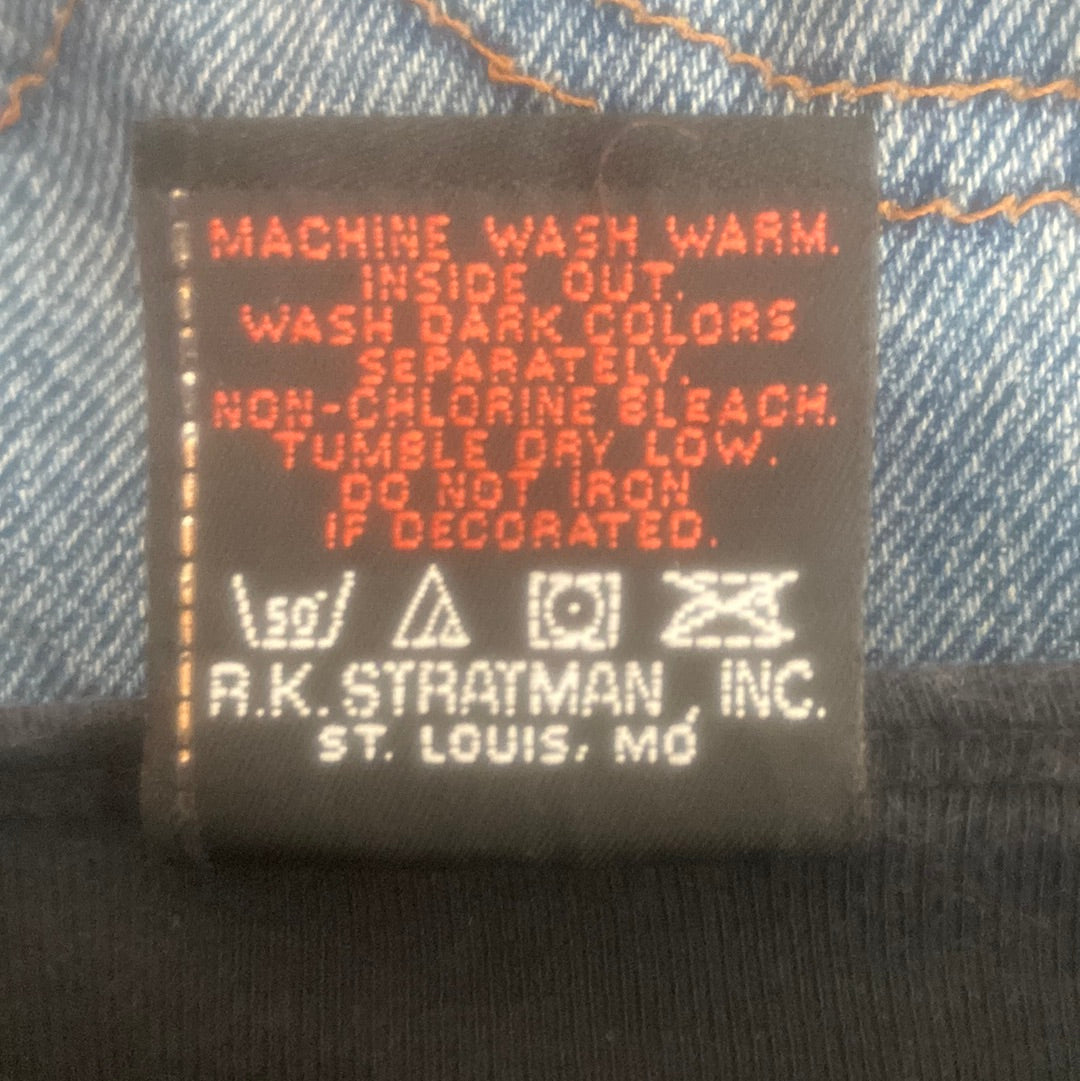 MACHINE WASH WARM.
INSIDE OUT.
WASH DARK COLORS
SEPARATELY.
NON-CHLORINE BLEACH.
TUMBLE DRY LOW.
DO NOT IRON
IF DECORATED.
50°
R.K. STRATMAN, INC.
ST. LOUIS, MO